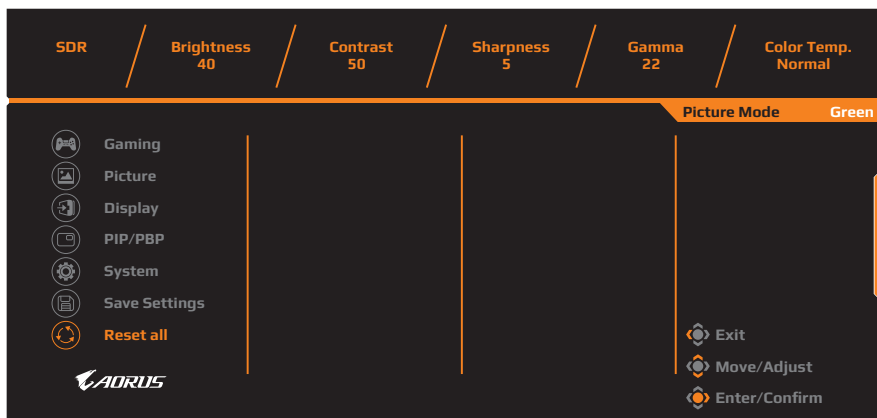 SDR Brightness Contrast Sharpness Gamma Color Temp.
40 50 5 22 Normal
Picture Mode Green
Gaming
Picture
Display
PIP/PBP
System
Save Settings
Reset all
AORUS
Exit
Move/Adjust
Enter/Confirm